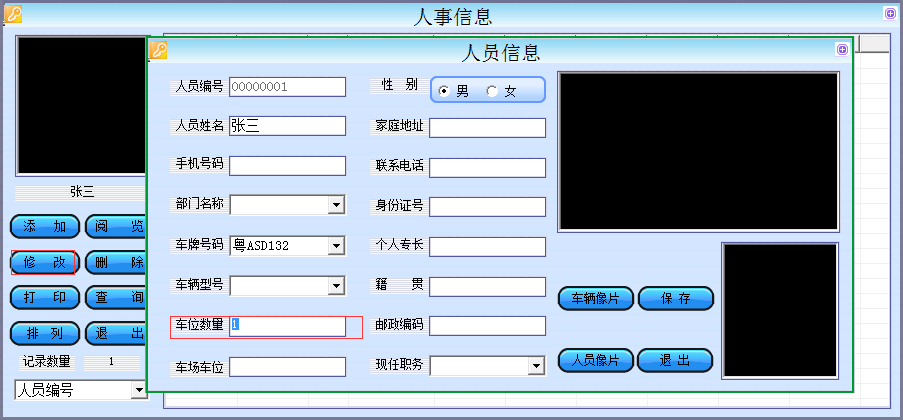 人事信息
人员信息
人员编号 00000001 性 别 男 女
人员姓名 张三 家庭地址
手机号码 联系电话
部门名称 身份证号
车牌号码 粤ASD132 个人专长
车辆型号 籍 贯
车位数量 1 邮政编码
车场车位 现任职务
车辆像片 保 存
人员像片 退 出
张三
添 加 阅 览
修 改 删 除
打 印 查 询
排 列 退 出
记录数量 1
人员编号